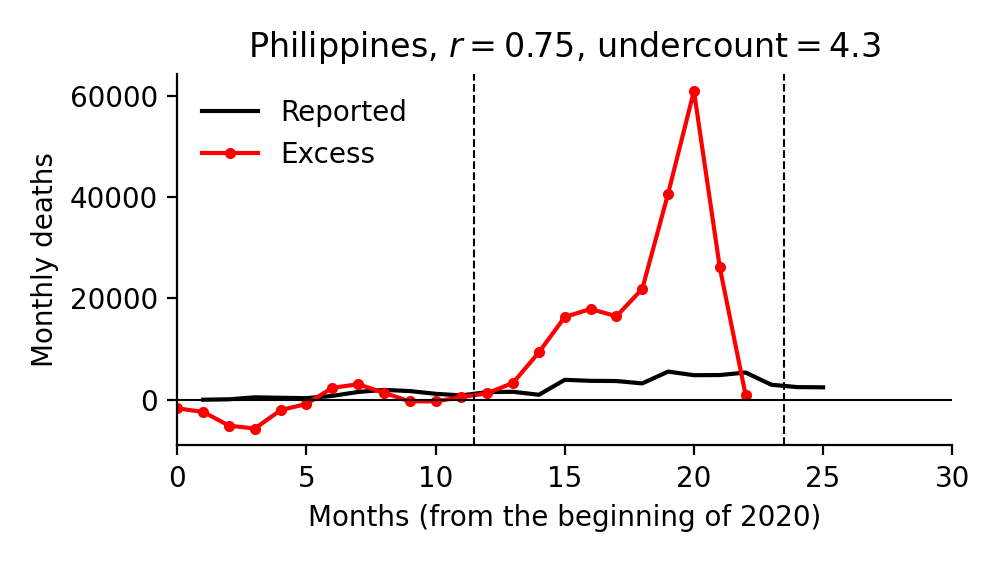 Philippines, r = 0.75, undercount = 4.3
Monthly deaths
60000
40000
20000
0
Reported
Excess
0 5 10 15 20 25 30
Months (from the beginning of 2020)